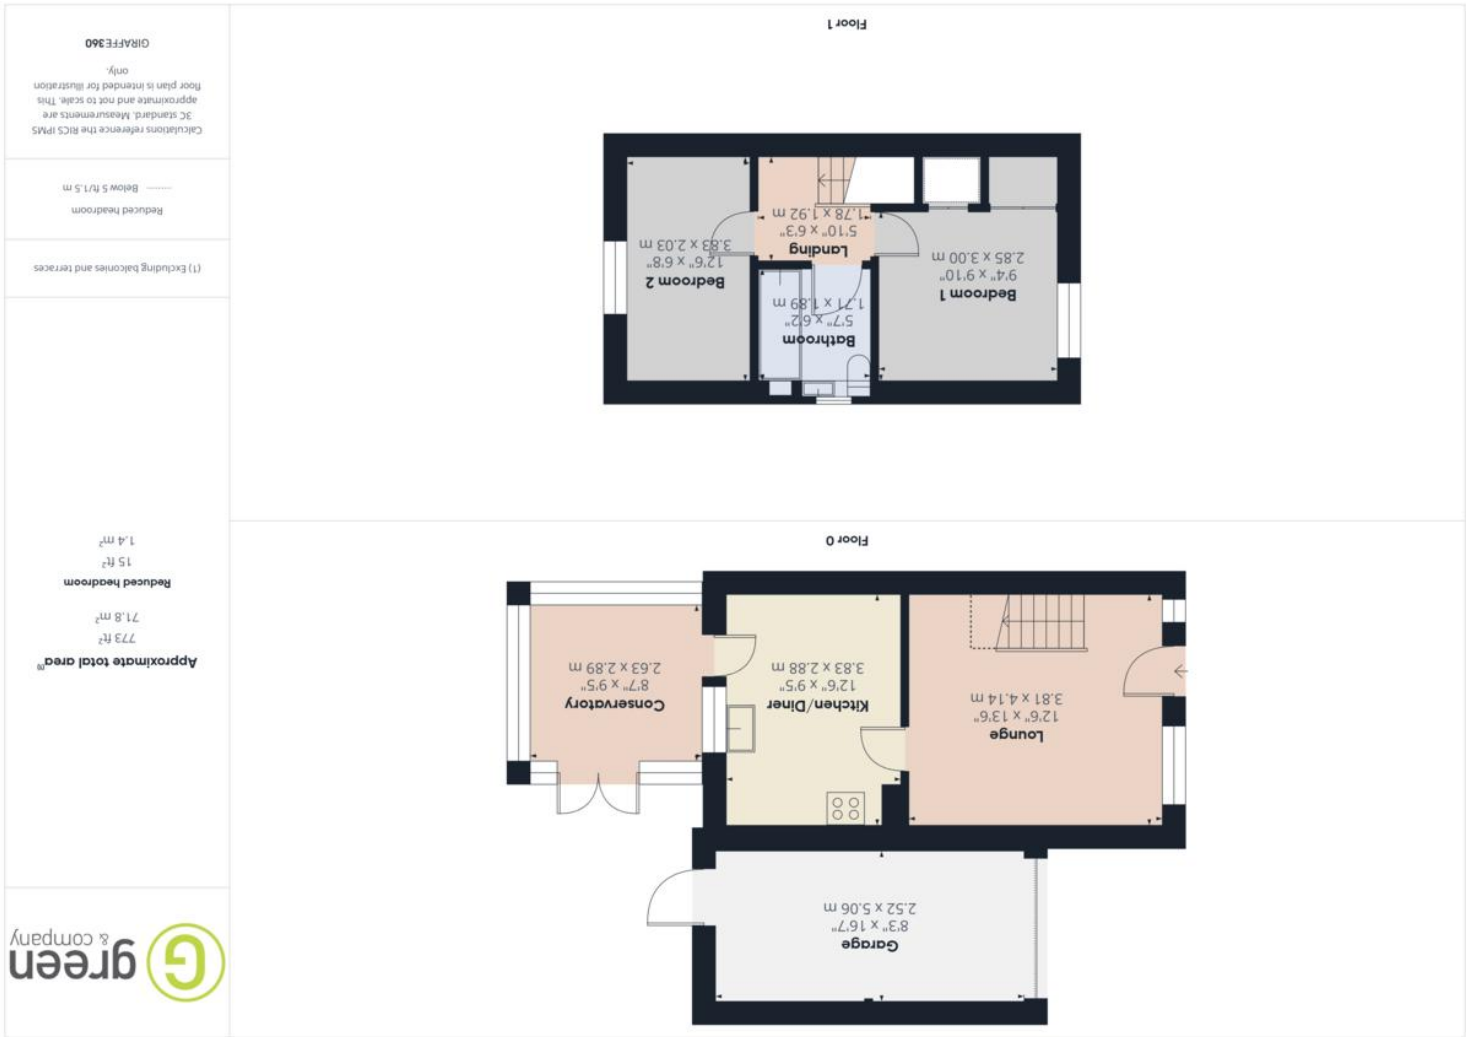 Garage
8'3" x 16'7"
2.52 x 5.06 m
Lounge
12'6" x 13'6"
3.81 x 4.14 m
Kitchen/Diner
12'6" x 9'5"
3.83 x 2.88 m
Conservatory
8'7" x 9'5"
2.63 x 2.89 m
Floor 0
Bedroom 1
9'4" x 9'10"
2.85 x 3.00 m
Bathroom
5'7" x 6'2"
1.71 x 1.89 m
Landing
5'10" x 6'3"
1.78 x 1.92 m
Bedroom 2
12'6" x 6'8"
3.83 x 2.03 m
Floor 1
G green
& company
Approximate total area(1)
773 ft²
71.8 m²
Reduced headroom
15 ft²
1.4 m²
(1) Excluding balconies and terraces
Reduced headroom
Below 5 ft/1.5 m
Calculations reference the RICS IPMS
3C standard. Measurements are
approximate and not to scale. This
floor plan is intended for illustration
only.
GIRAFFE360